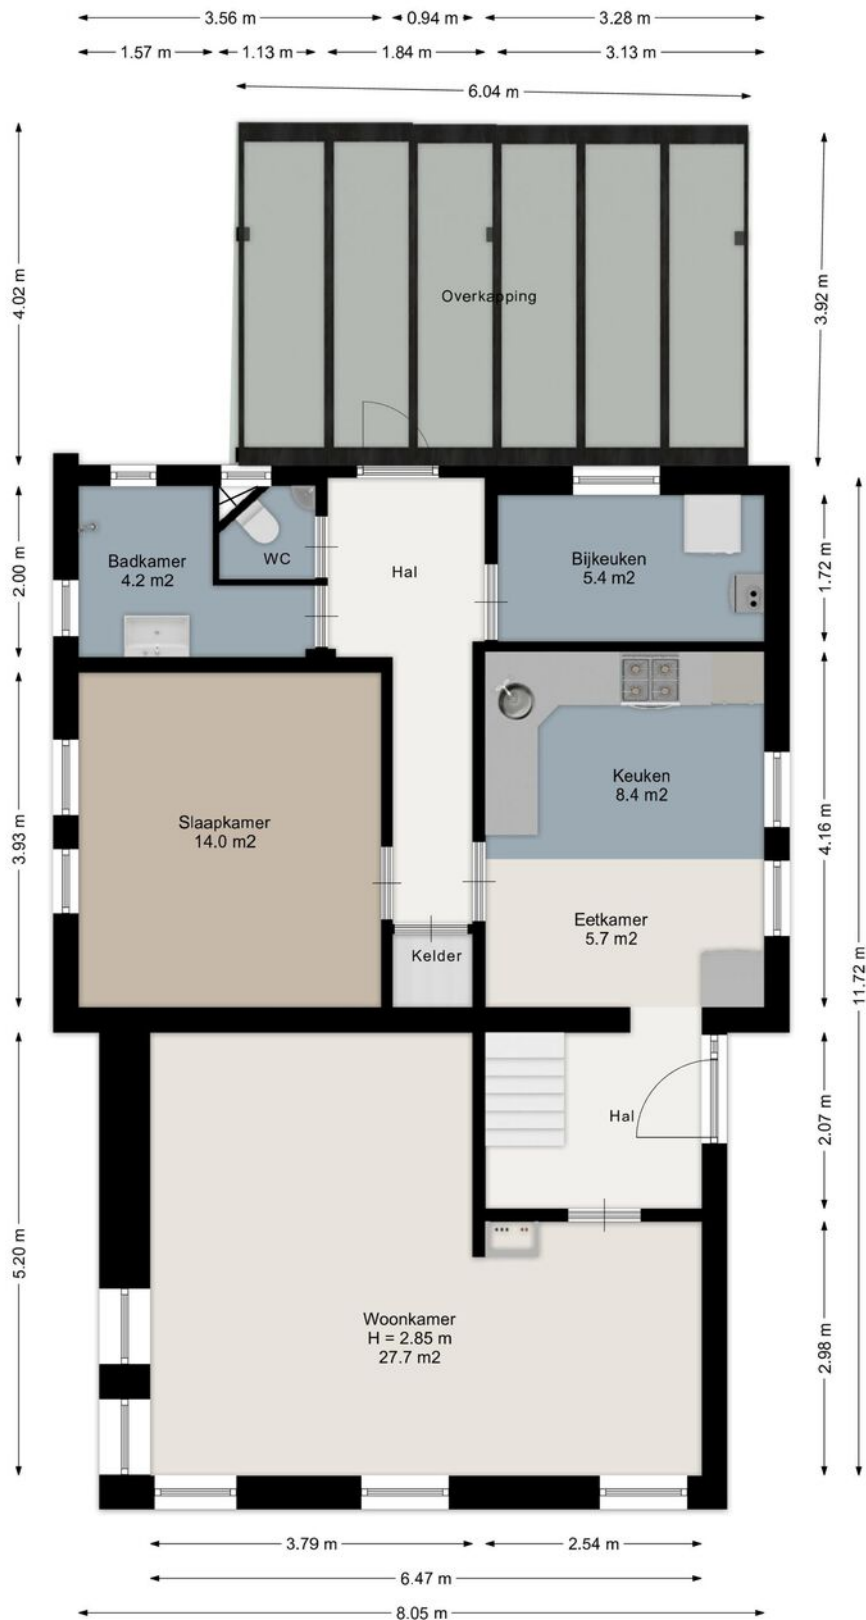 3.56 m
0.94 m
3.28 m
1.57 m
1.13 m
1.84 m
3.13 m
6.04 m
4.02 m
3.92 m
Overkapping
2.00 m
Badkamer
4.2 m2
WC
Hal
Bijkeuken
5.4 m2
1.72 m
3.93 m
Slaapkamer
14.0 m2
Keuken
8.4 m2
4.16 m
Eetkamer
5.7 m2
Kelder
11.72 m
Hal
2.07 m
5.20 m
Woonkamer
H = 2.85 m
27.7 m2
2.98 m
3.79 m
2.54 m
6.47 m
8.05 m